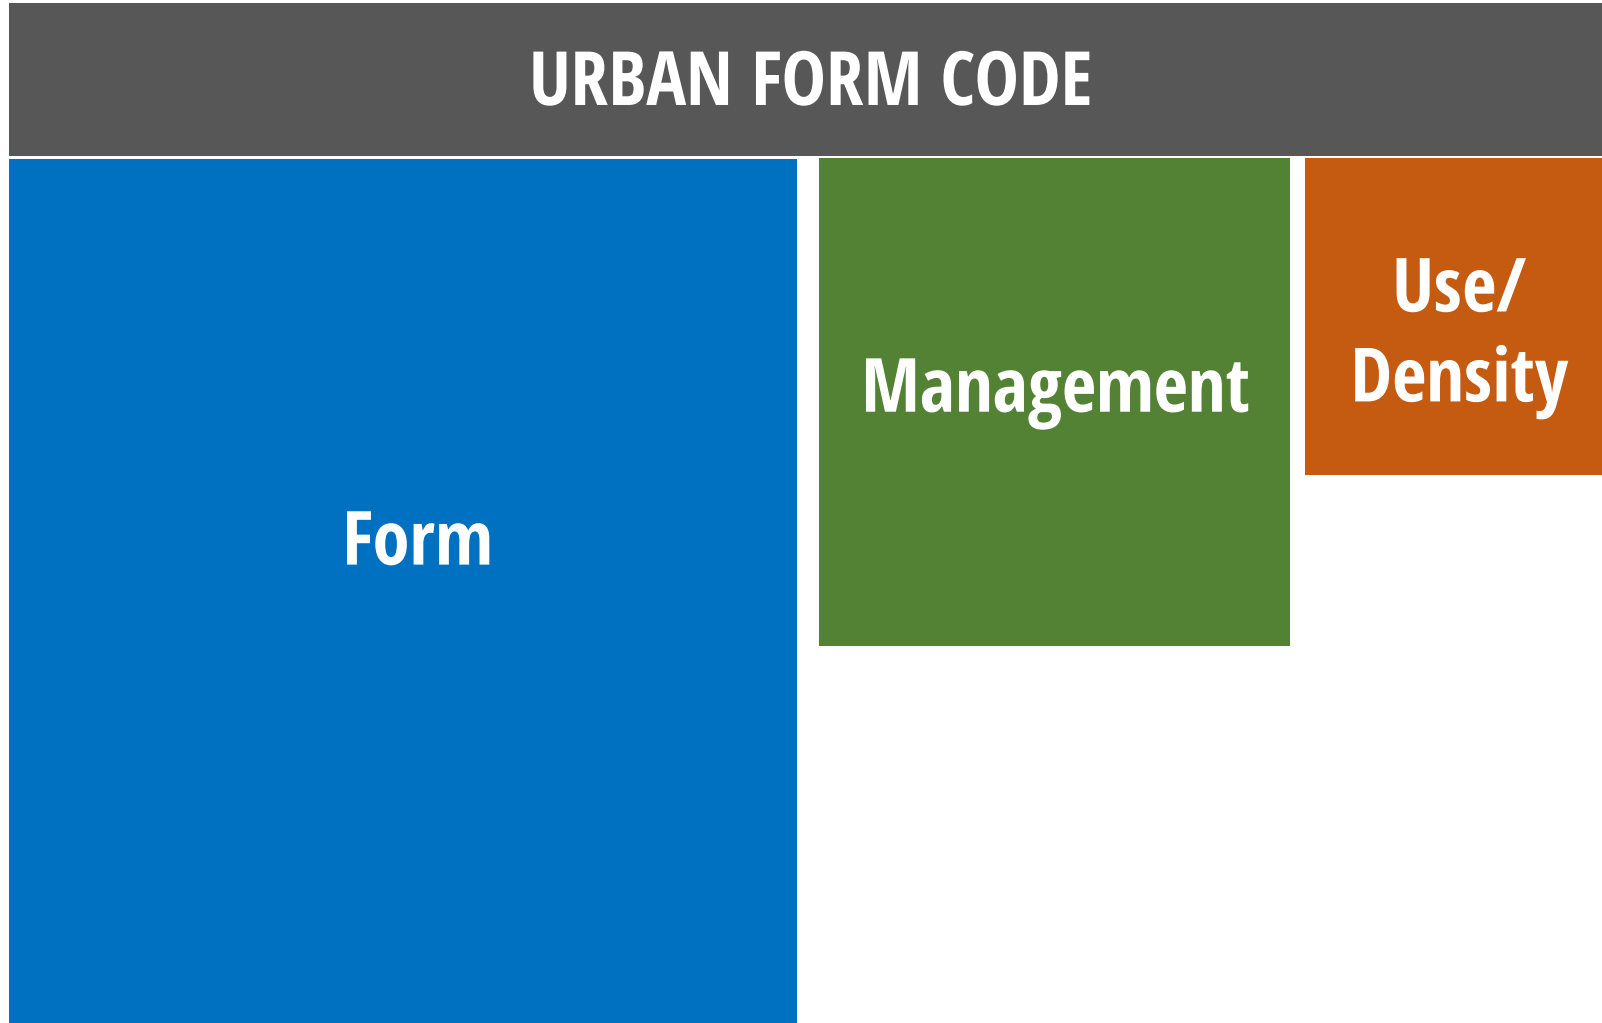 URBAN FORM CODE
Form
Management
Use/
Density